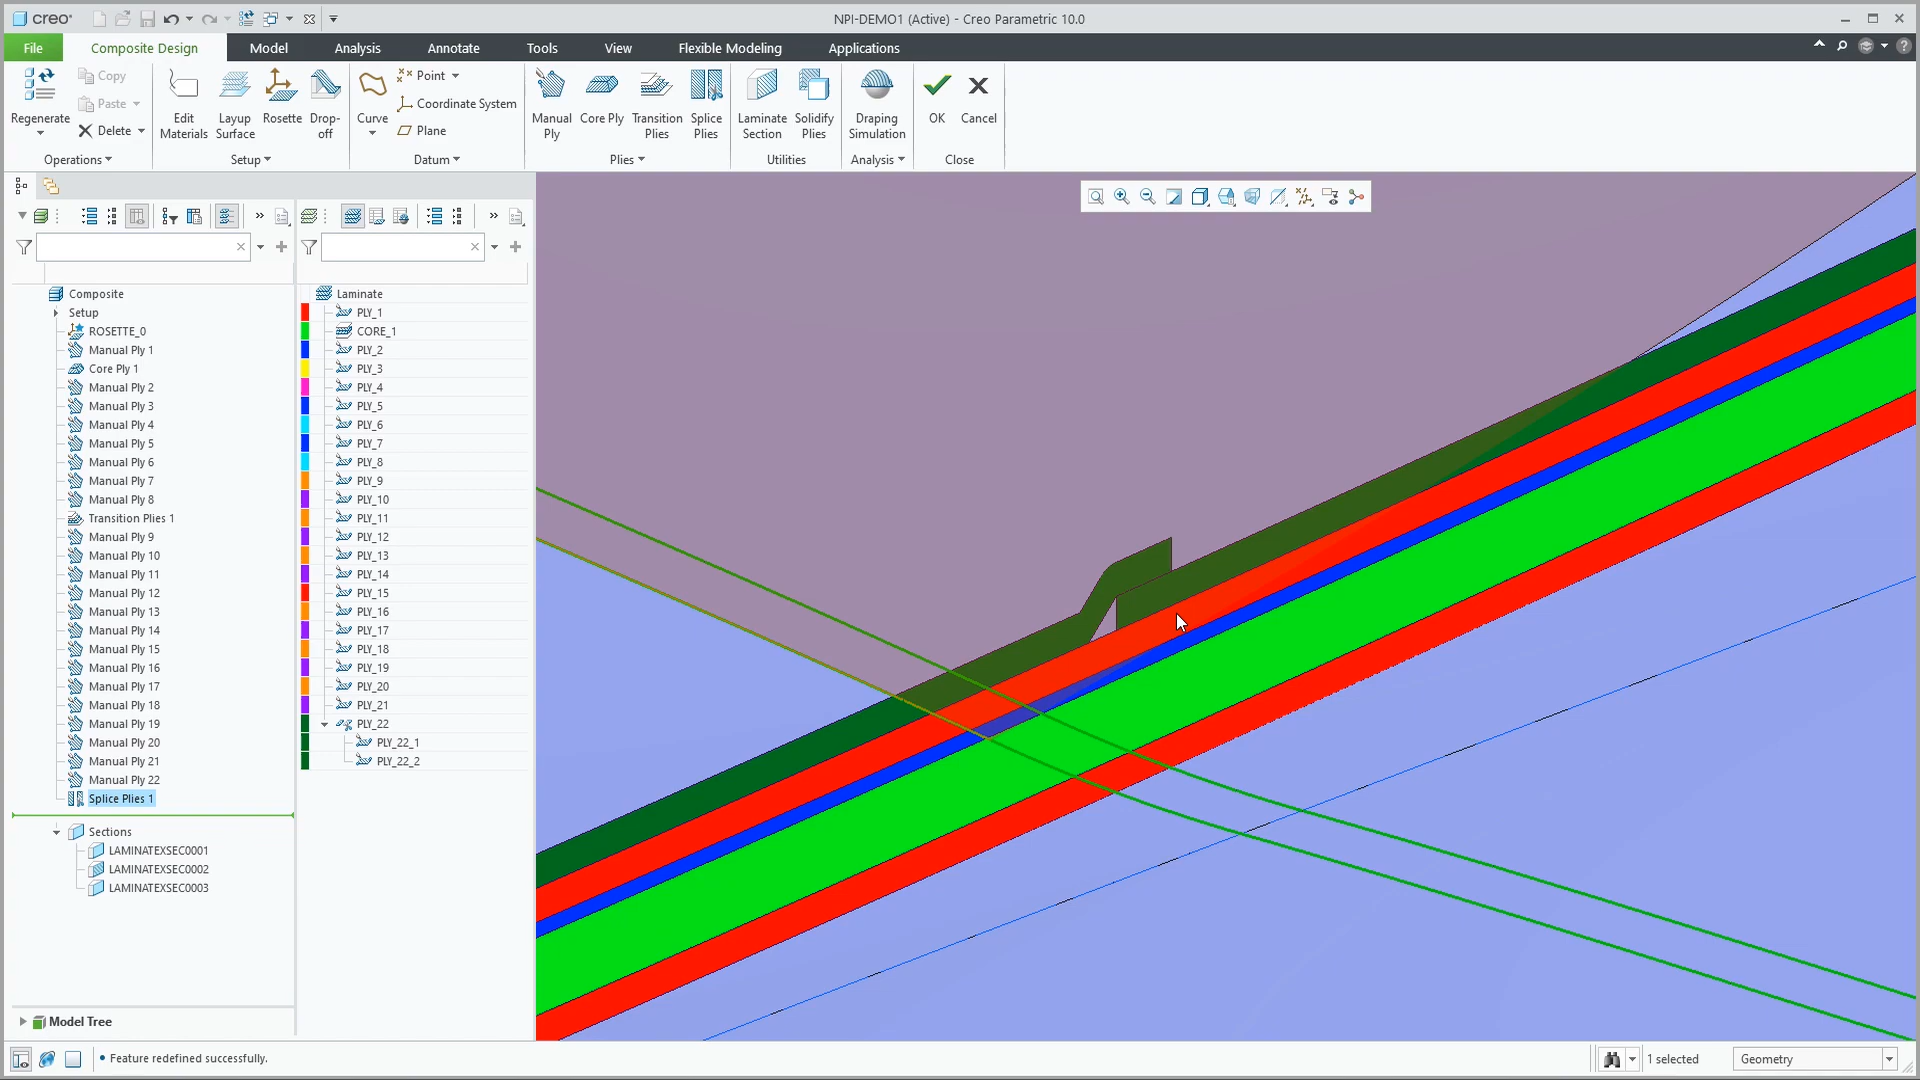 creo
NPI-DEMO1 (Active) - Creo Parametric 10.0
File
Composite Design
Model
Analysis
Annotate
Tools
View
Flexible Modeling
Applications
Regenerate
Copy
Paste
Delete
Edit Materials
Layup Surface
Rosette
Drop-off
Curve
Point
Coordinate System
Plane
Manual Ply
Core Ply
Transition Plies
Splice Plies
Laminate Section
Solidify Plies
Draping Simulation
OK
Cancel
Operations
Setup
Datum
Plies
Utilities
Analysis
Close
Composite
Setup
ROSETTE_0
Manual Ply 1
Core Ply 1
Manual Ply 2
Manual Ply 3
Manual Ply 4
Manual Ply 5
Manual Ply 6
Manual Ply 7
Manual Ply 8
Transition Plies 1
Manual Ply 9
Manual Ply 10
Manual Ply 11
Manual Ply 12
Manual Ply 13
Manual Ply 14
Manual Ply 15
Manual Ply 16
Manual Ply 17
Manual Ply 18
Manual Ply 19
Manual Ply 20
Manual Ply 21
Manual Ply 22
Splice Plies 1
Sections
LAMINATEXSEC0001
LAMINATEXSEC0002
LAMINATEXSEC0003
Model Tree
Laminate
PLY_1
CORE_1
PLY_2
PLY_3
PLY_4
PLY_5
PLY_6
PLY_7
PLY_8
PLY_9
PLY_10
PLY_11
PLY_12
PLY_13
PLY_14
PLY_15
PLY_16
PLY_17
PLY_18
PLY_19
PLY_20
PLY_21
PLY_22
PLY_22_1
PLY_22_2
• Feature redefined successfully.
1 selected
Geometry